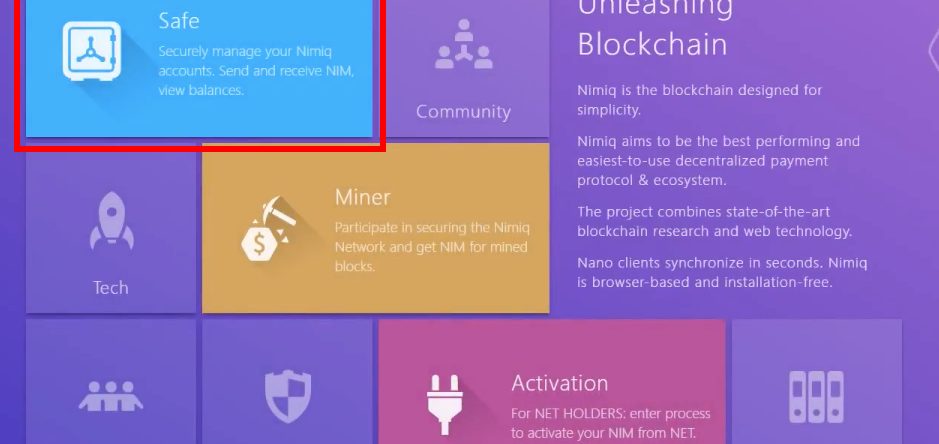 Safe
Securely manage your Nimiq
accounts. Send and receive NIM,
view balances.
Community
Unleashing
Blockchain
Nimiq is the blockchain designed for
simplicity.
Nimiq aims to be the best performing and
easiest-to-use decentralized payment
protocol & ecosystem.
The project combines state-of-the-art
blockchain research and web technology.
Nano clients synchronize in seconds. Nimiq
is browser-based and installation-free.
Tech
Miner
Participate in securing the Nimiq
Network and get NIM for mined
blocks.
$
Activation
For NET HOLDERS: enter process
to activate your NIM from NET.